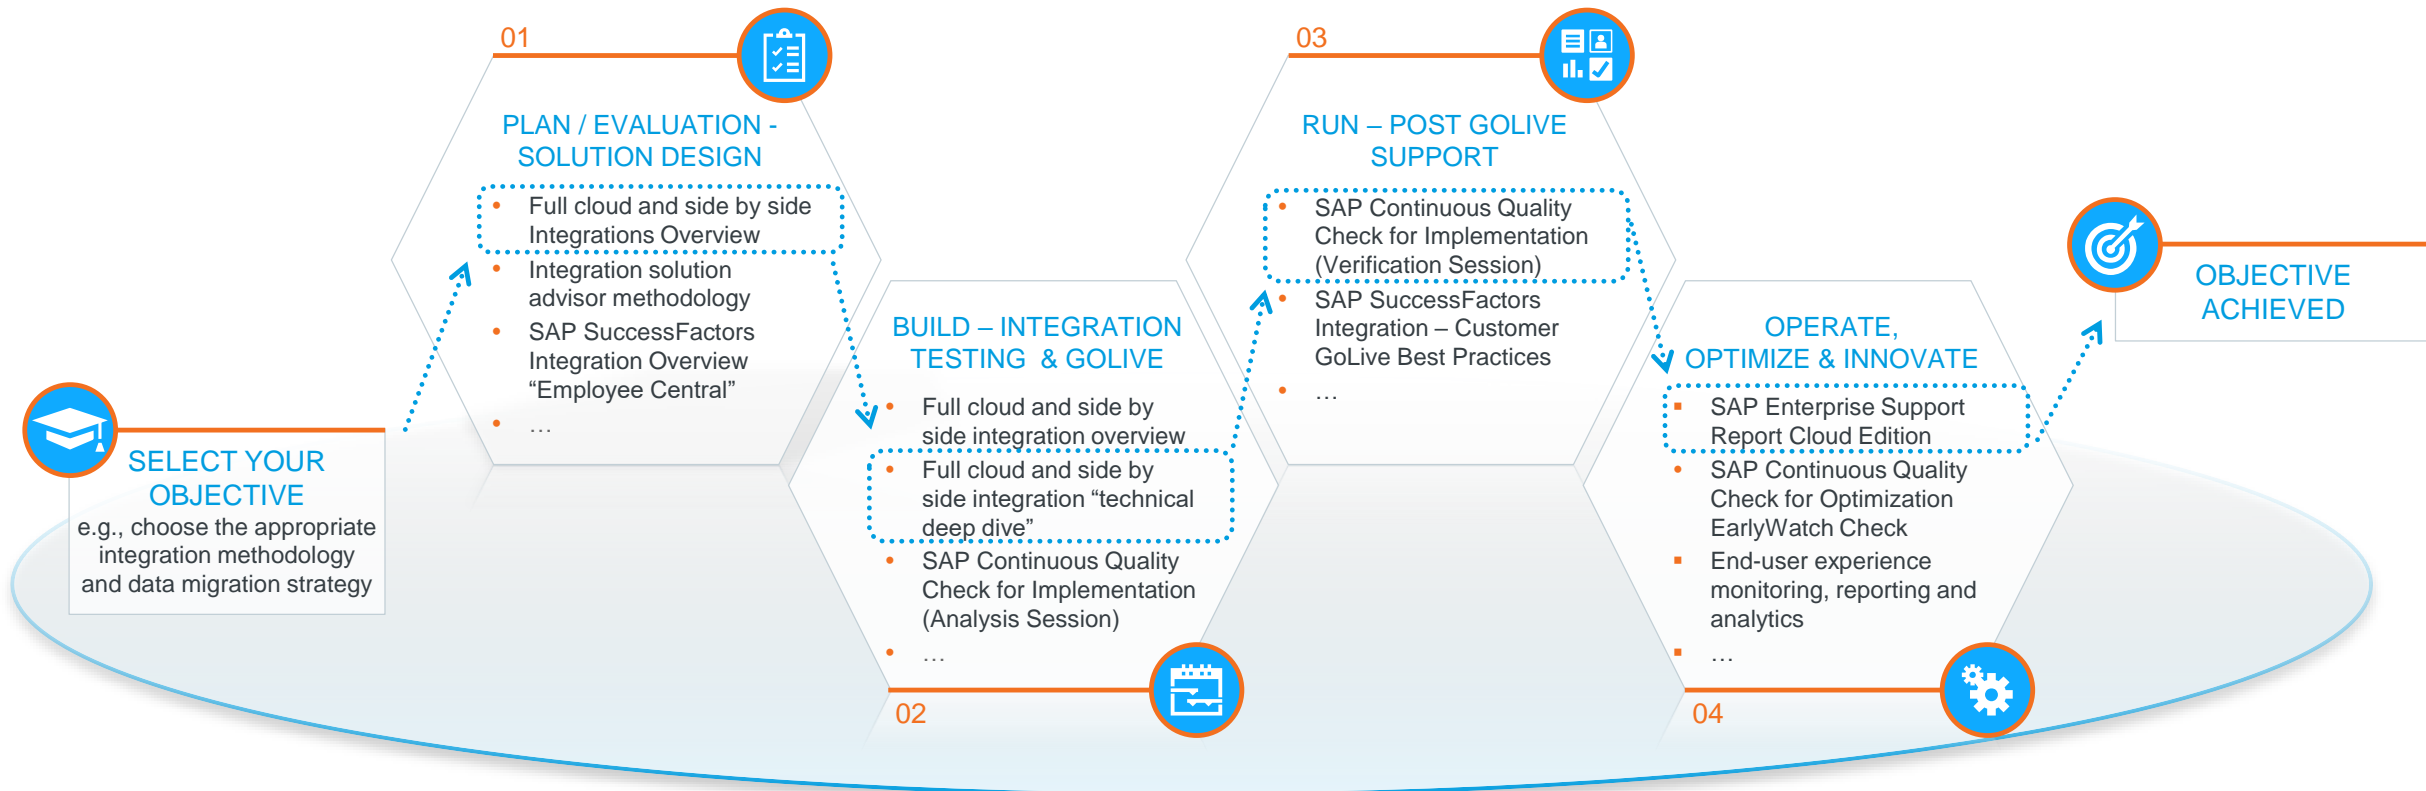 SELECT YOUR
OBJECTIVE
e.g., choose the appropriate
integration methodology
and data migration strategy
01
PLAN / EVALUATION -
SOLUTION DESIGN
• Full cloud and side by side
Integrations Overview
• Integration solution
advisor methodology
• SAP SuccessFactors
Integration Overview
“Employee Central”
• …
BUILD – INTEGRATION
TESTING & GOLIVE
• Full cloud and side by
side integration overview
• Full cloud and side by
side integration “technical
deep dive”
• SAP Continuous Quality
Check for Implementation
(Analysis Session)
• …
02
03
RUN – POST GOLIVE
SUPPORT
• SAP Continuous Quality
Check for Implementation
(Verification Session)
• SAP SuccessFactors
Integration – Customer
GoLive Best Practices
• …
OPERATE,
OPTIMIZE & INNOVATE
▪ SAP Enterprise Support
Report Cloud Edition
• SAP Continuous Quality
Check for Optimization
EarlyWatch Check
▪ End-user experience
monitoring, reporting and
analytics
▪ …
04
OBJECTIVE
ACHIEVED